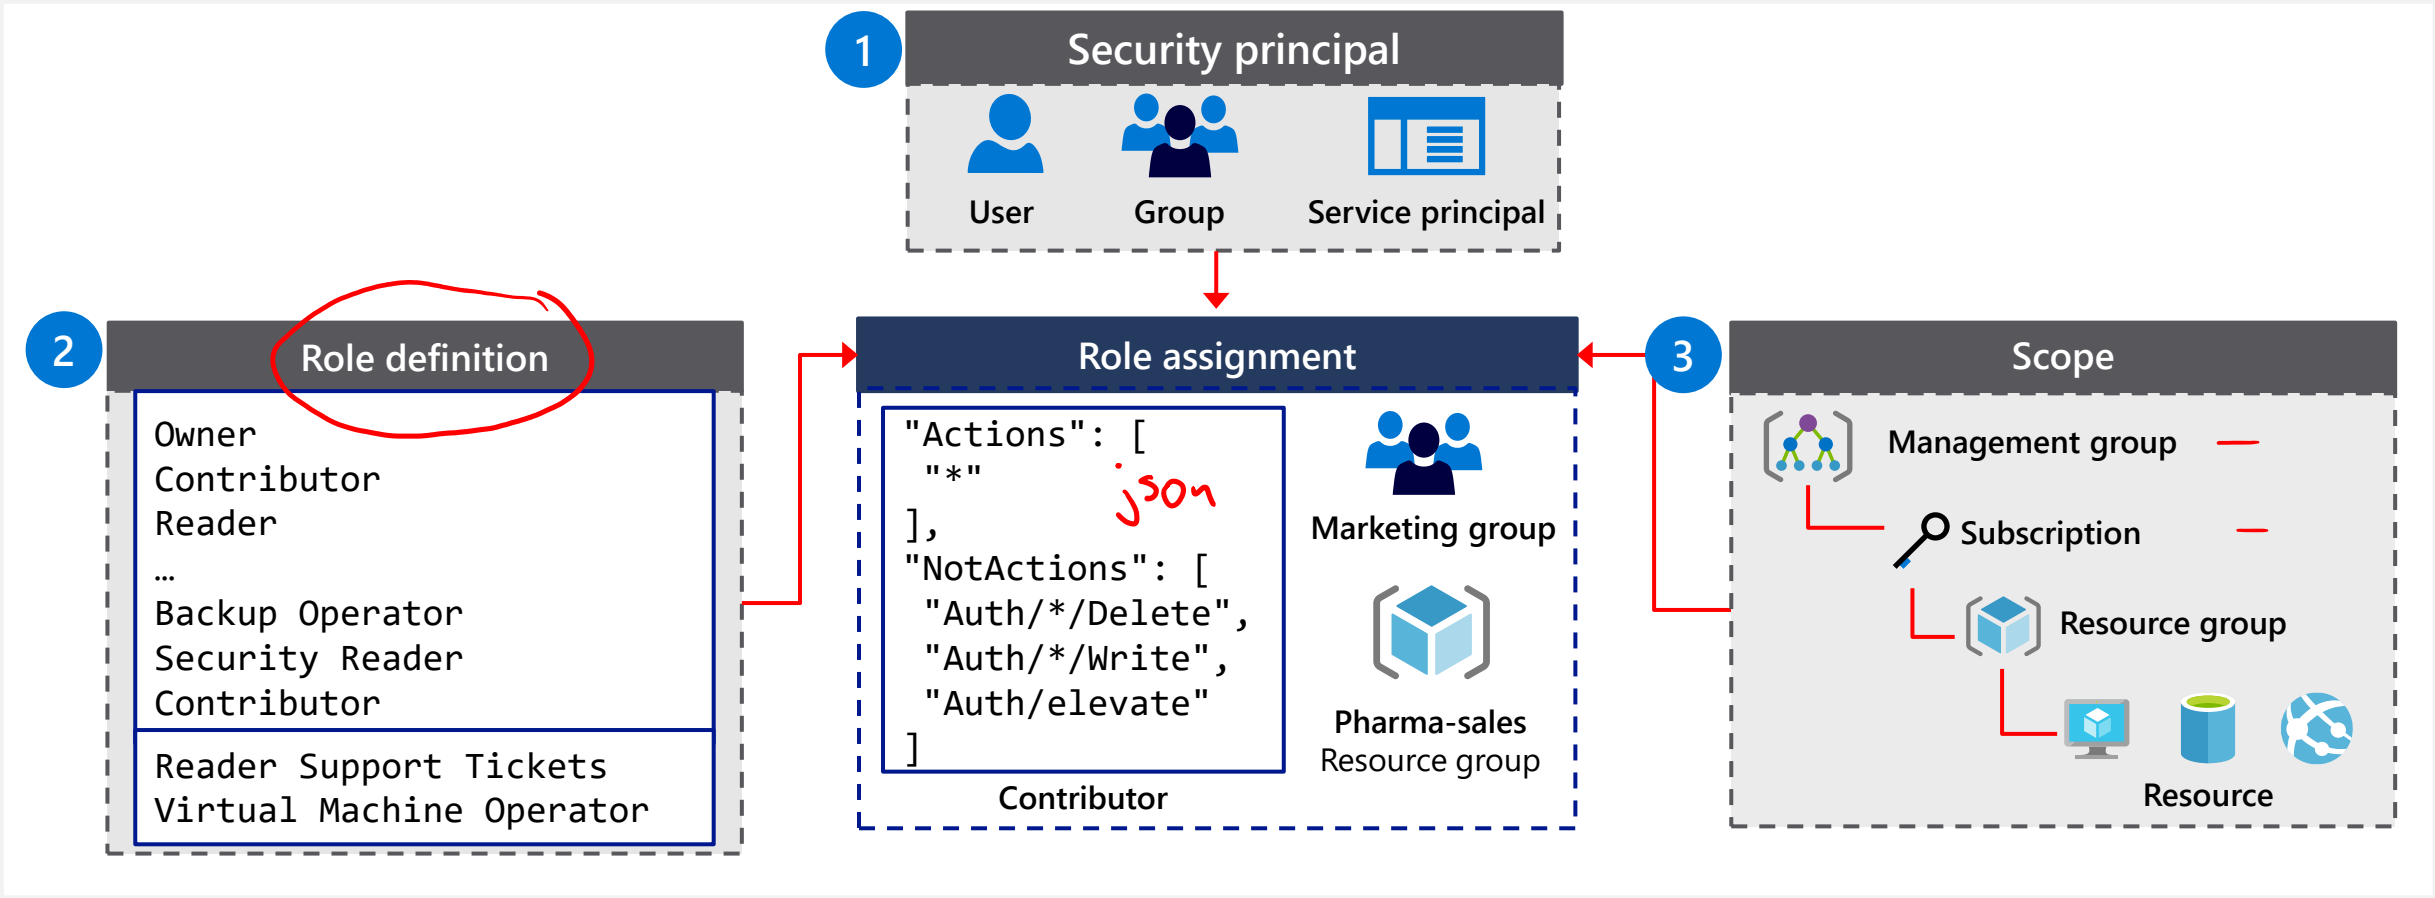 1
Security principal
User
Group
Service principal
2
Role definition
Owner
Contributor
Reader
…
Backup Operator
Security Reader
Contributor
Reader Support Tickets
Virtual Machine Operator
Role assignment
"Actions": [
"*"
],
json
"NotActions": [
"Auth/*/Delete",
"Auth/*/Write",
"Auth/elevate"
]
Contributor
Marketing group
Pharma-sales
Resource group
3
Scope
Management group
Subscription
Resource group
Resource